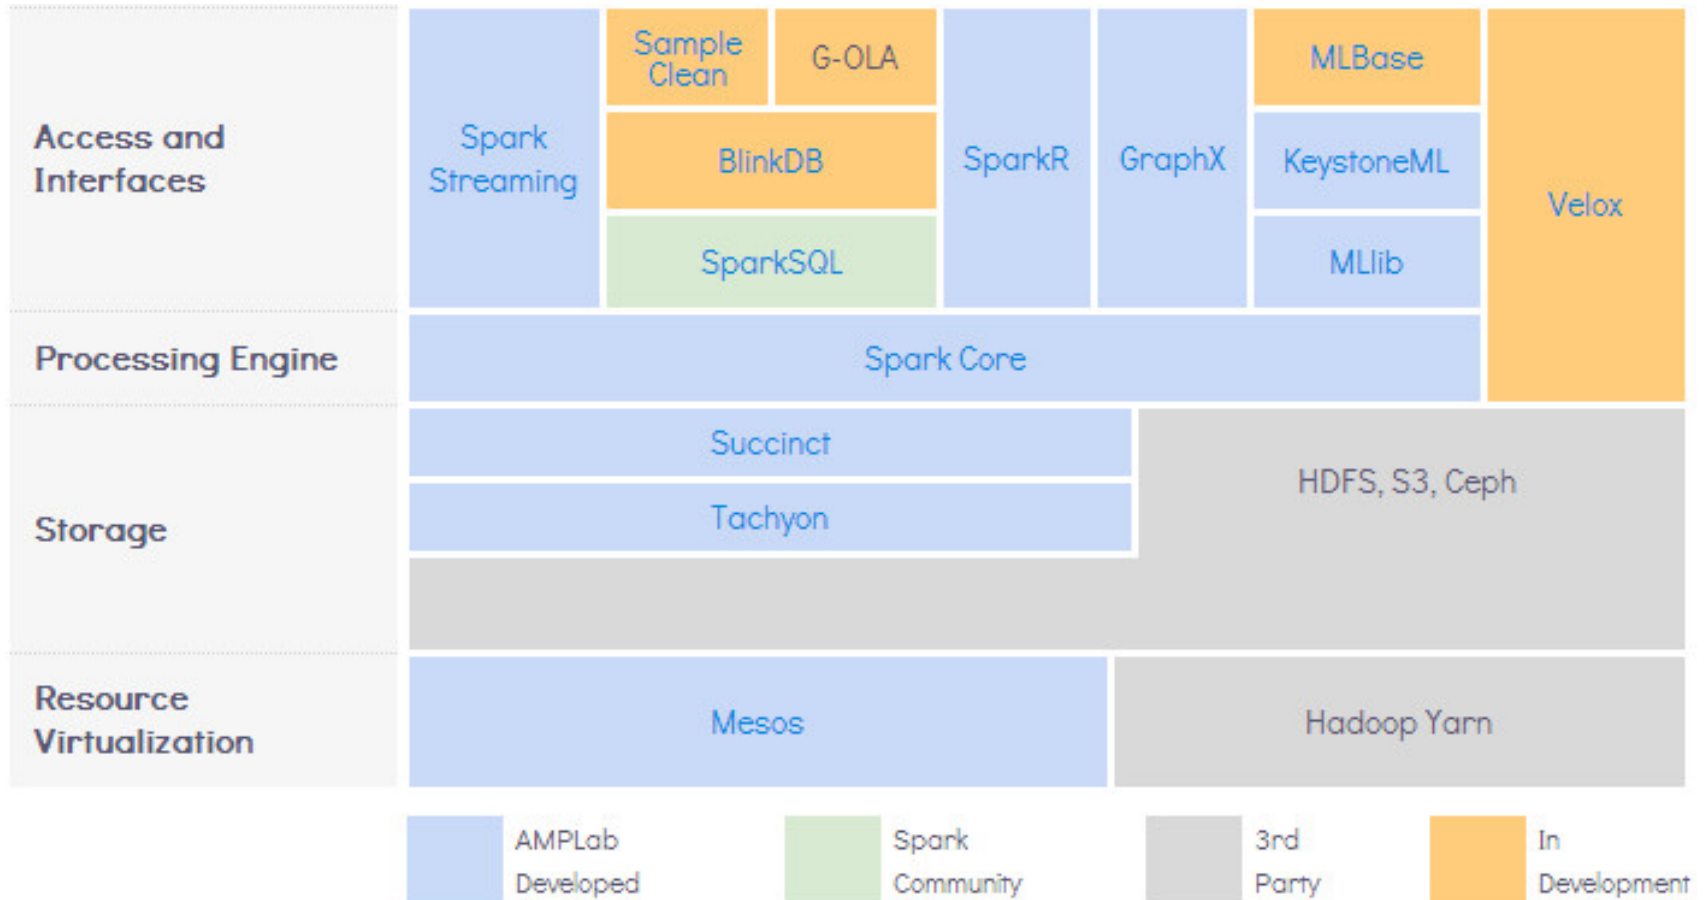 Access and
Interfaces
Spark
Streaming
Sample
Clean
G-OLA
BlinkDB
SparkSQL
SparkR
GraphX
MLBase
KeystoneML
MLlib
Velox
Processing Engine
Spark Core
Storage
Succinct
Tachyon
HDFS, S3, Ceph
Resource
Virtualization
Mesos
Hadoop Yarn
AMPLab
Developed
Spark
Community
3rd
Party
In
Development